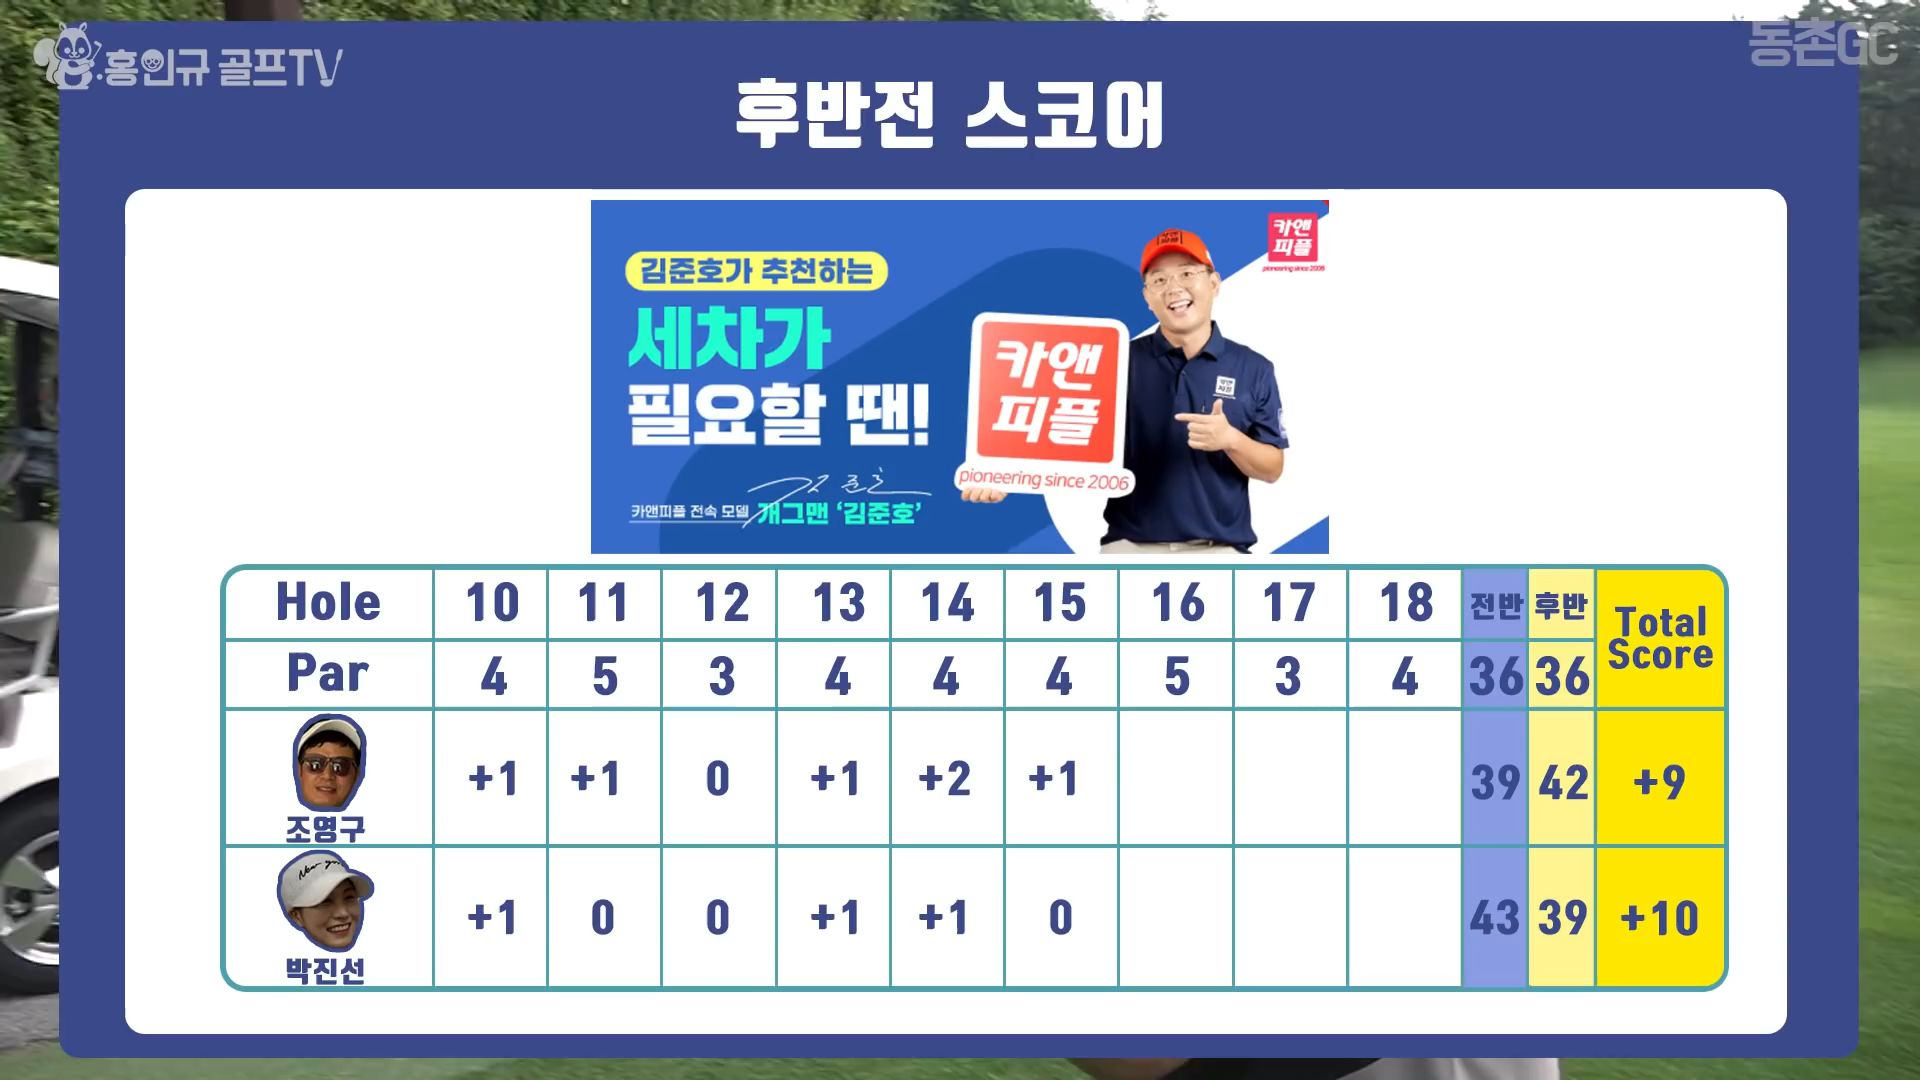 홍인규 골프TV
동촌GC
후반전 스코어
김준호가 추천하는
세차가
필요할 땐!
카앤피플 전속 모델 개그맨 '김준호'
카앤
피플
pioneering since 2006
카앤
피플
pioneering since 2006
Hole 10 11 12 13 14 15 16 17 18 전반 후반 Total Score
Par 4 5 3 4 4 4 5 3 4 36 36
조영구 +1 +1 0 +1 +2 +1 39 42 +9
박진선 +1 0 0 +1 +1 0 43 39 +10